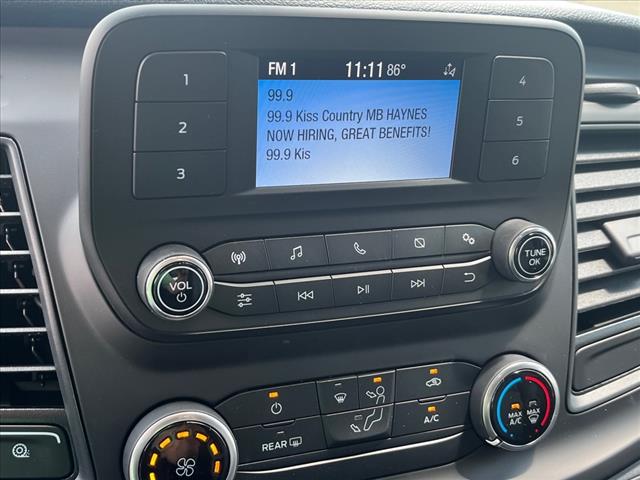 FM 1 11:11 86°
99.9
99.9 Kiss Country MB HAYNES
NOW HIRING, GREAT BENEFITS!
99.9 Kis
1
2
3
4
5
6
VOL
TUNE
OK
REAR
A/C
MAX A/C MAX